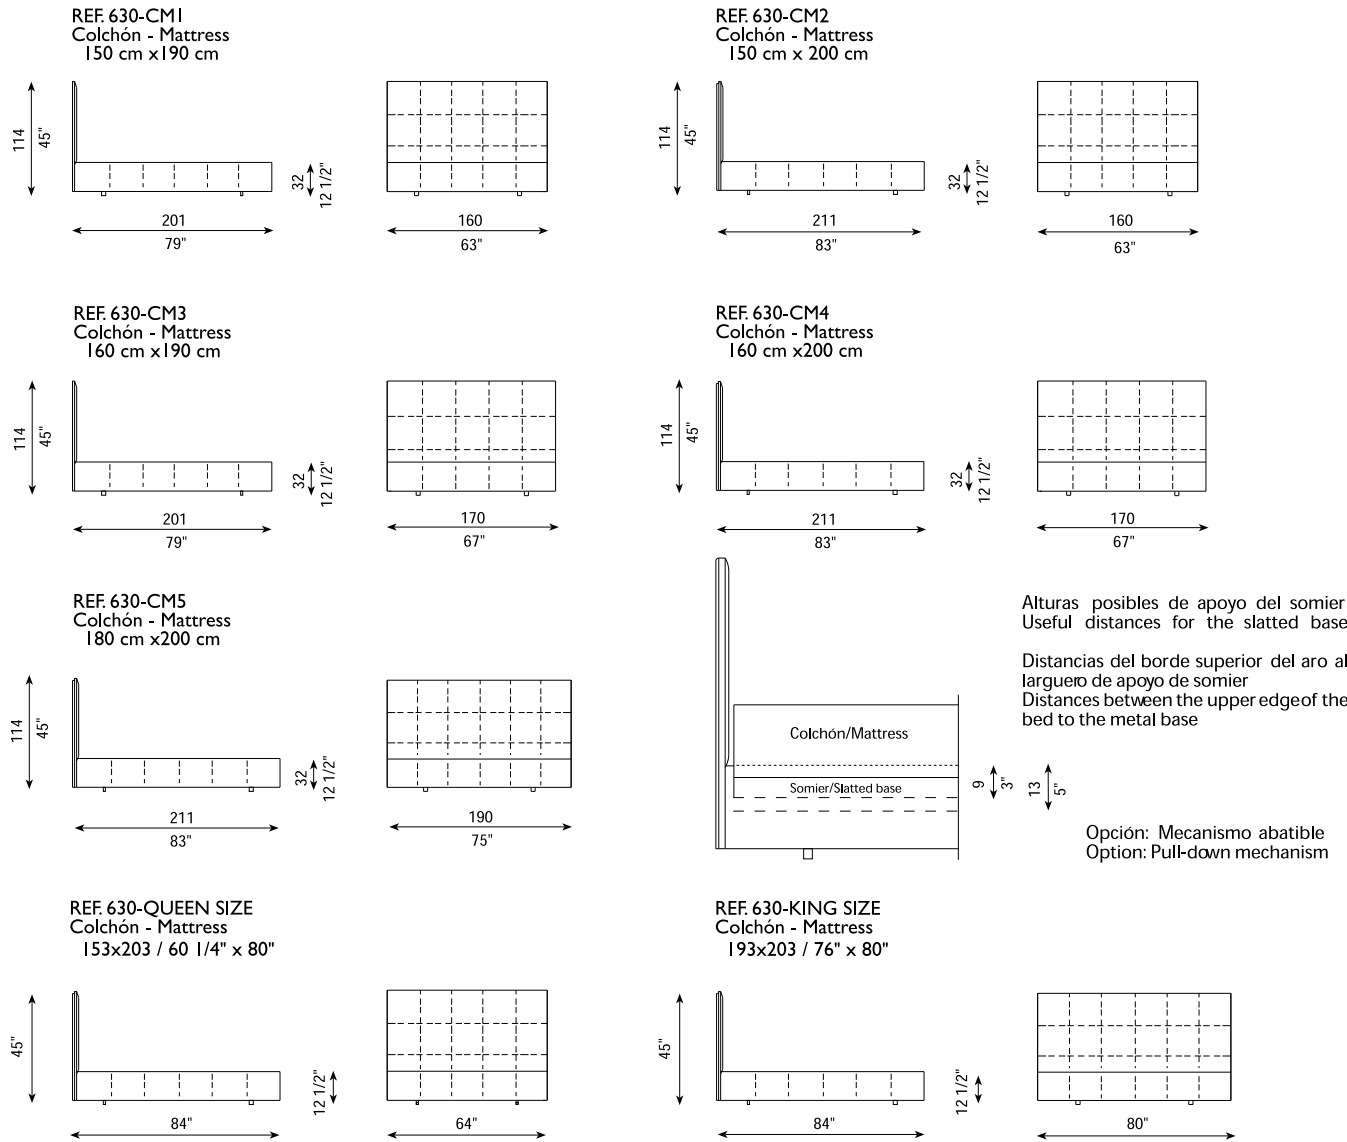 REF. 630-CM1
Colchón - Mattress
150 cm x190 cm
114
45"
32
12 1/2"
201
79"
160
63"
REF. 630-CM2
Colchón - Mattress
150 cm x 200 cm
114
45"
32
12 1/2"
211
83"
160
63"
REF. 630-CM3
Colchón - Mattress
160 cm x190 cm
114
45"
32
12 1/2"
201
79"
170
67"
REF. 630-CM4
Colchón - Mattress
160 cm x200 cm
114
45"
32
12 1/2"
211
83"
170
67"
REF. 630-CM5
Colchón - Mattress
180 cm x200 cm
114
45"
32
12 1/2"
211
83"
190
75"
Colchón/Mattress
Somier/Slatted base
9
3"
13
5"
Alturas posibles de apoyo del somier
Useful distances for the slatted base
Distancias del borde superior del aro al
larguero de apoyo de somier
Distances between the upper edge of the
bed to the metal base
Opción: Mecanismo abatible
Option: Pull-down mechanism
REF. 630-QUEEN SIZE
Colchón - Mattress
153x203 / 60 1/4" x 80"
45"
12 1/2"
84"
64"
REF. 630-KING SIZE
Colchón - Mattress
193x203 / 76" x 80"
45"
12 1/2"
84"
80"